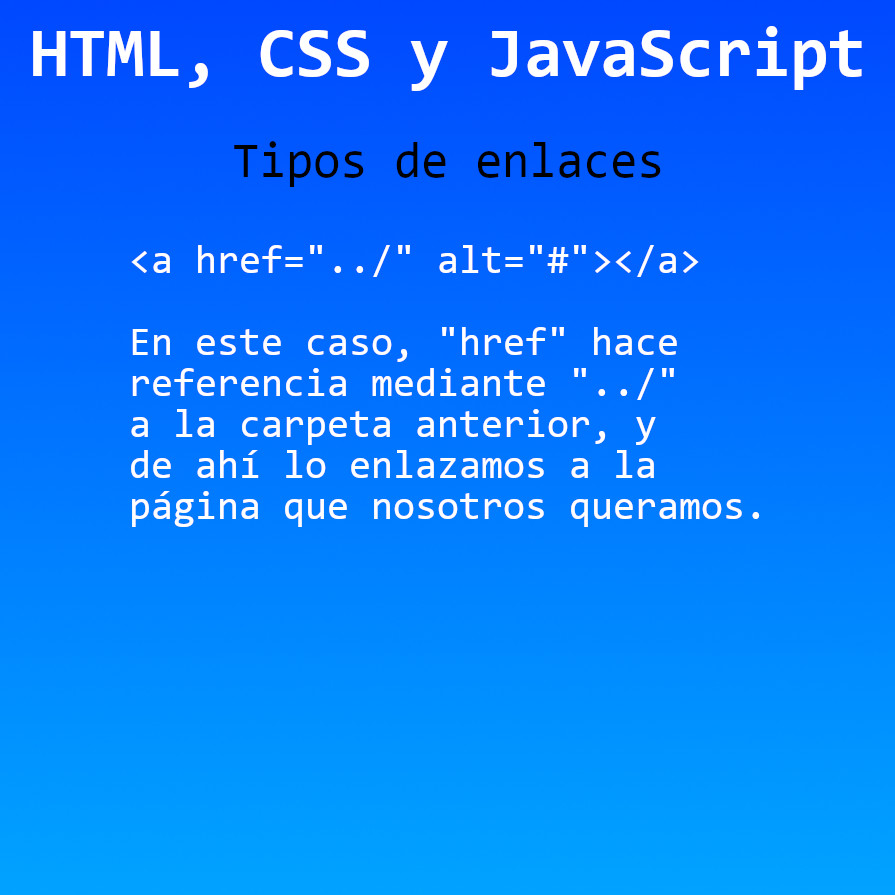 HTML, CSS y JavaScript
Tipos de enlaces
<a href="../" alt="#"></a>
En este caso, "href" hace
referencia mediante "../"
a la carpeta anterior, y
de ahí lo enlazamos a la
página que nosotros queramos.